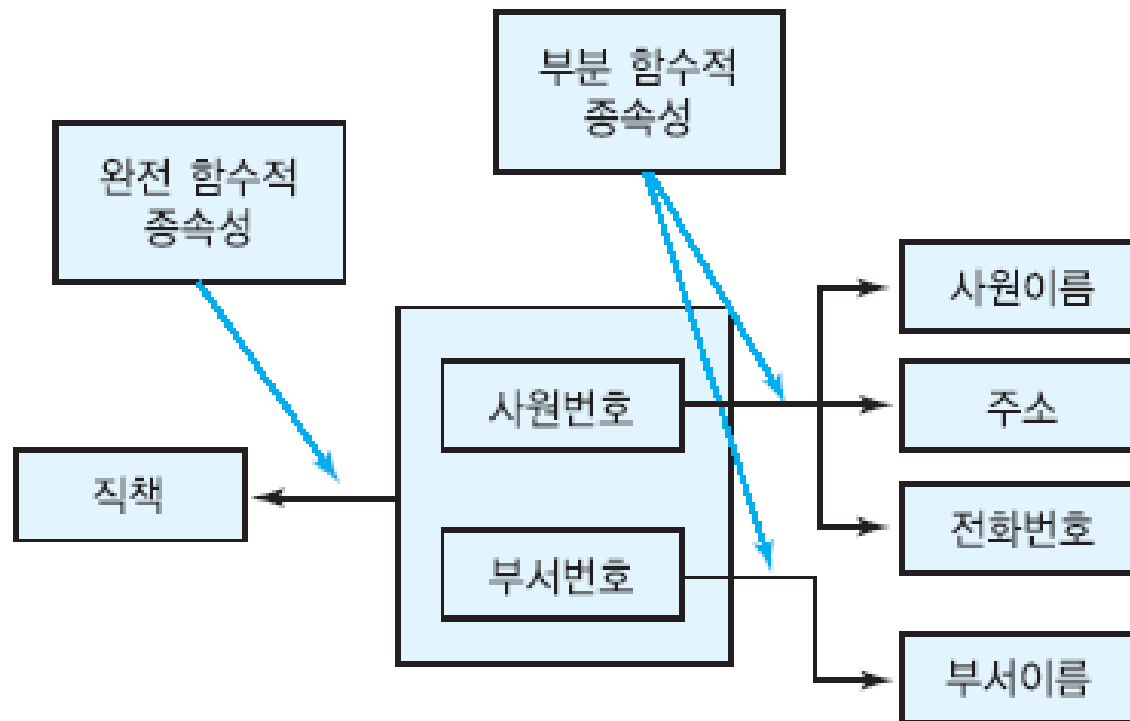 부분 함수적
종속성
완전 함수적
종속성
사원이름
사원번호
주소
직책
전화번호
부서번호
부서이름